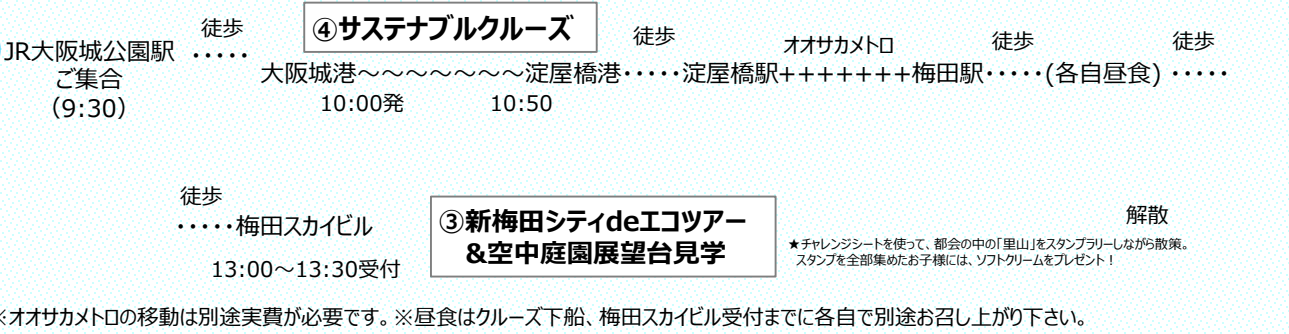 徒歩 ④サステナブルクルーズ 徒歩 オオサカメトロ 徒歩 徒歩
JR大阪城公園駅 ・・・・・
大阪城港～～～～～～～淀屋橋港・・・・・淀屋橋駅+++++++梅田駅・・・・・(各自昼食) ・・・・・
ご集合
(9:30)
10:00発 10:50
徒歩
・・・・・梅田スカイビル
13:00～13:30受付
③新梅田シティdeエコツアー
&空中庭園展望台見学
解散
★チャレンジシートを使って、都会の中の「里山」をスタンプラリーしながら散策。
スタンプを全部集めたお子様には、ソフトクリームをプレゼント！
※オオサカメトロの移動は別途実費が必要です。※昼食はクルーズ下船、梅田スカイビル受付までに各自で別途お召し上がり下さい。